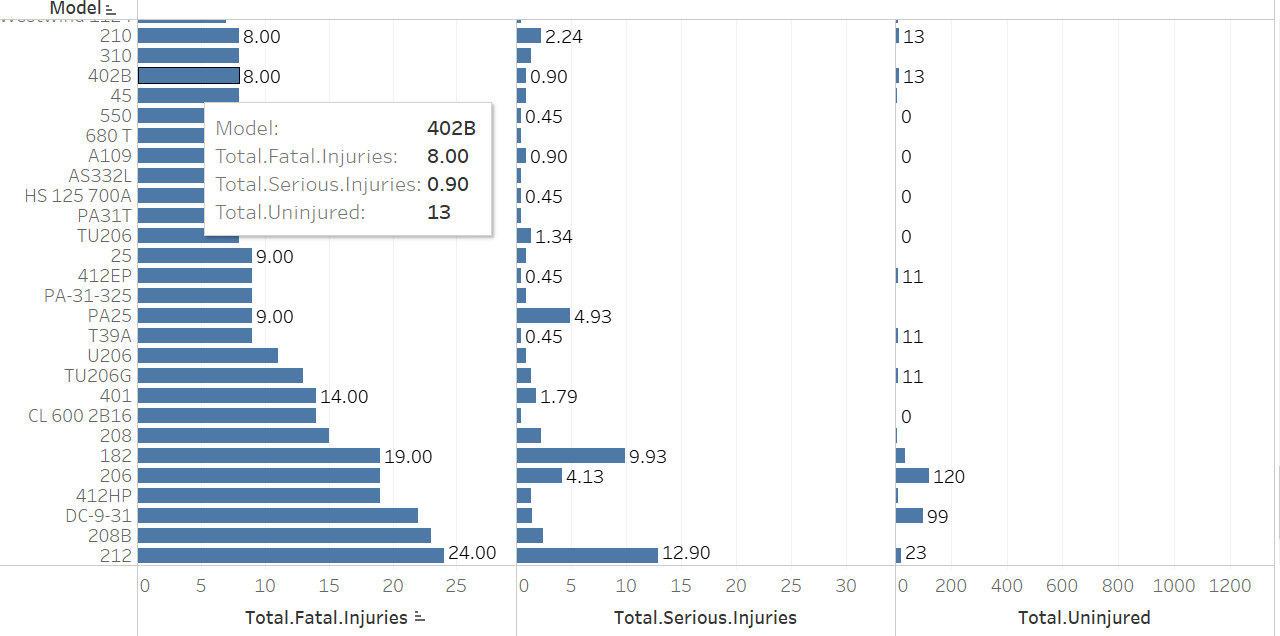 Model
210 8.00 2.24 13
310
402B 8.00 0.90 13
45
550 0.45 0
680 T
A109 0.90 0
AS332L
HS 125 700A 0.45 0
PA31T
TU206 1.34 0
Model: 402B
Total.Fatal.Injuries: 8.00
Total.Serious.Injuries: 0.90
Total.Uninjured: 13
25 9.00
412EP 0.45 11
PA-31-325
PA25 9.00 4.93
T39A 0.45 11
U206
TU206G 11
401 14.00 1.79
CL 600 2B16 0
208
182 19.00 9.93
206 4.13 120
412HP
DC-9-31 99
208B
212 24.00 12.90 23
0 5 10 15 20 25 0 5 10 15 20 25 30 0 200 400 600 800 1000 1200
Total.Fatal.Injuries Total.Serious.Injuries Total.Uninjured